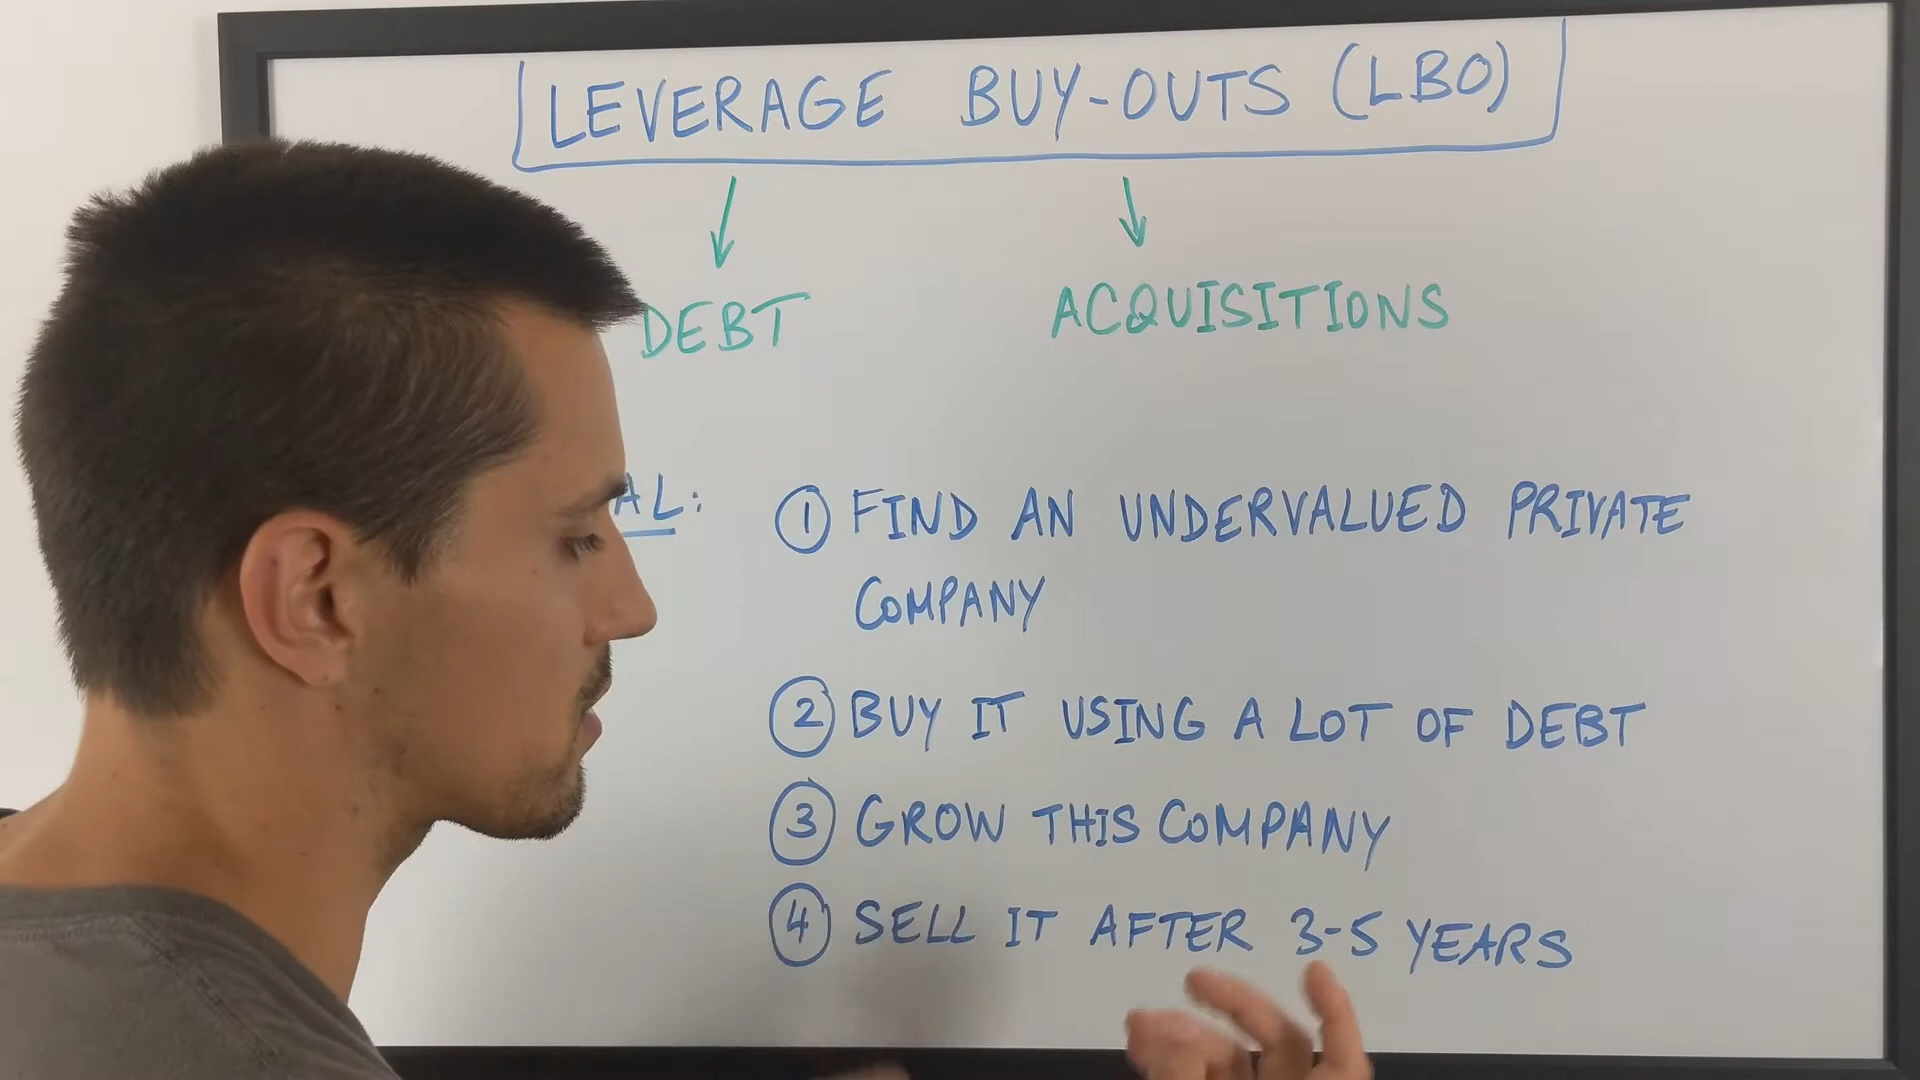 LEVERAGE BUY-OUTS (LBO)
DEBT ACQUISITIONS
① FIND AN UNDERVALUED PRIVATE
COMPANY
② BUY IT USING A LOT OF DEBT
③ GROW THIS COMPANY
④ SELL IT AFTER 3-5 YEARS